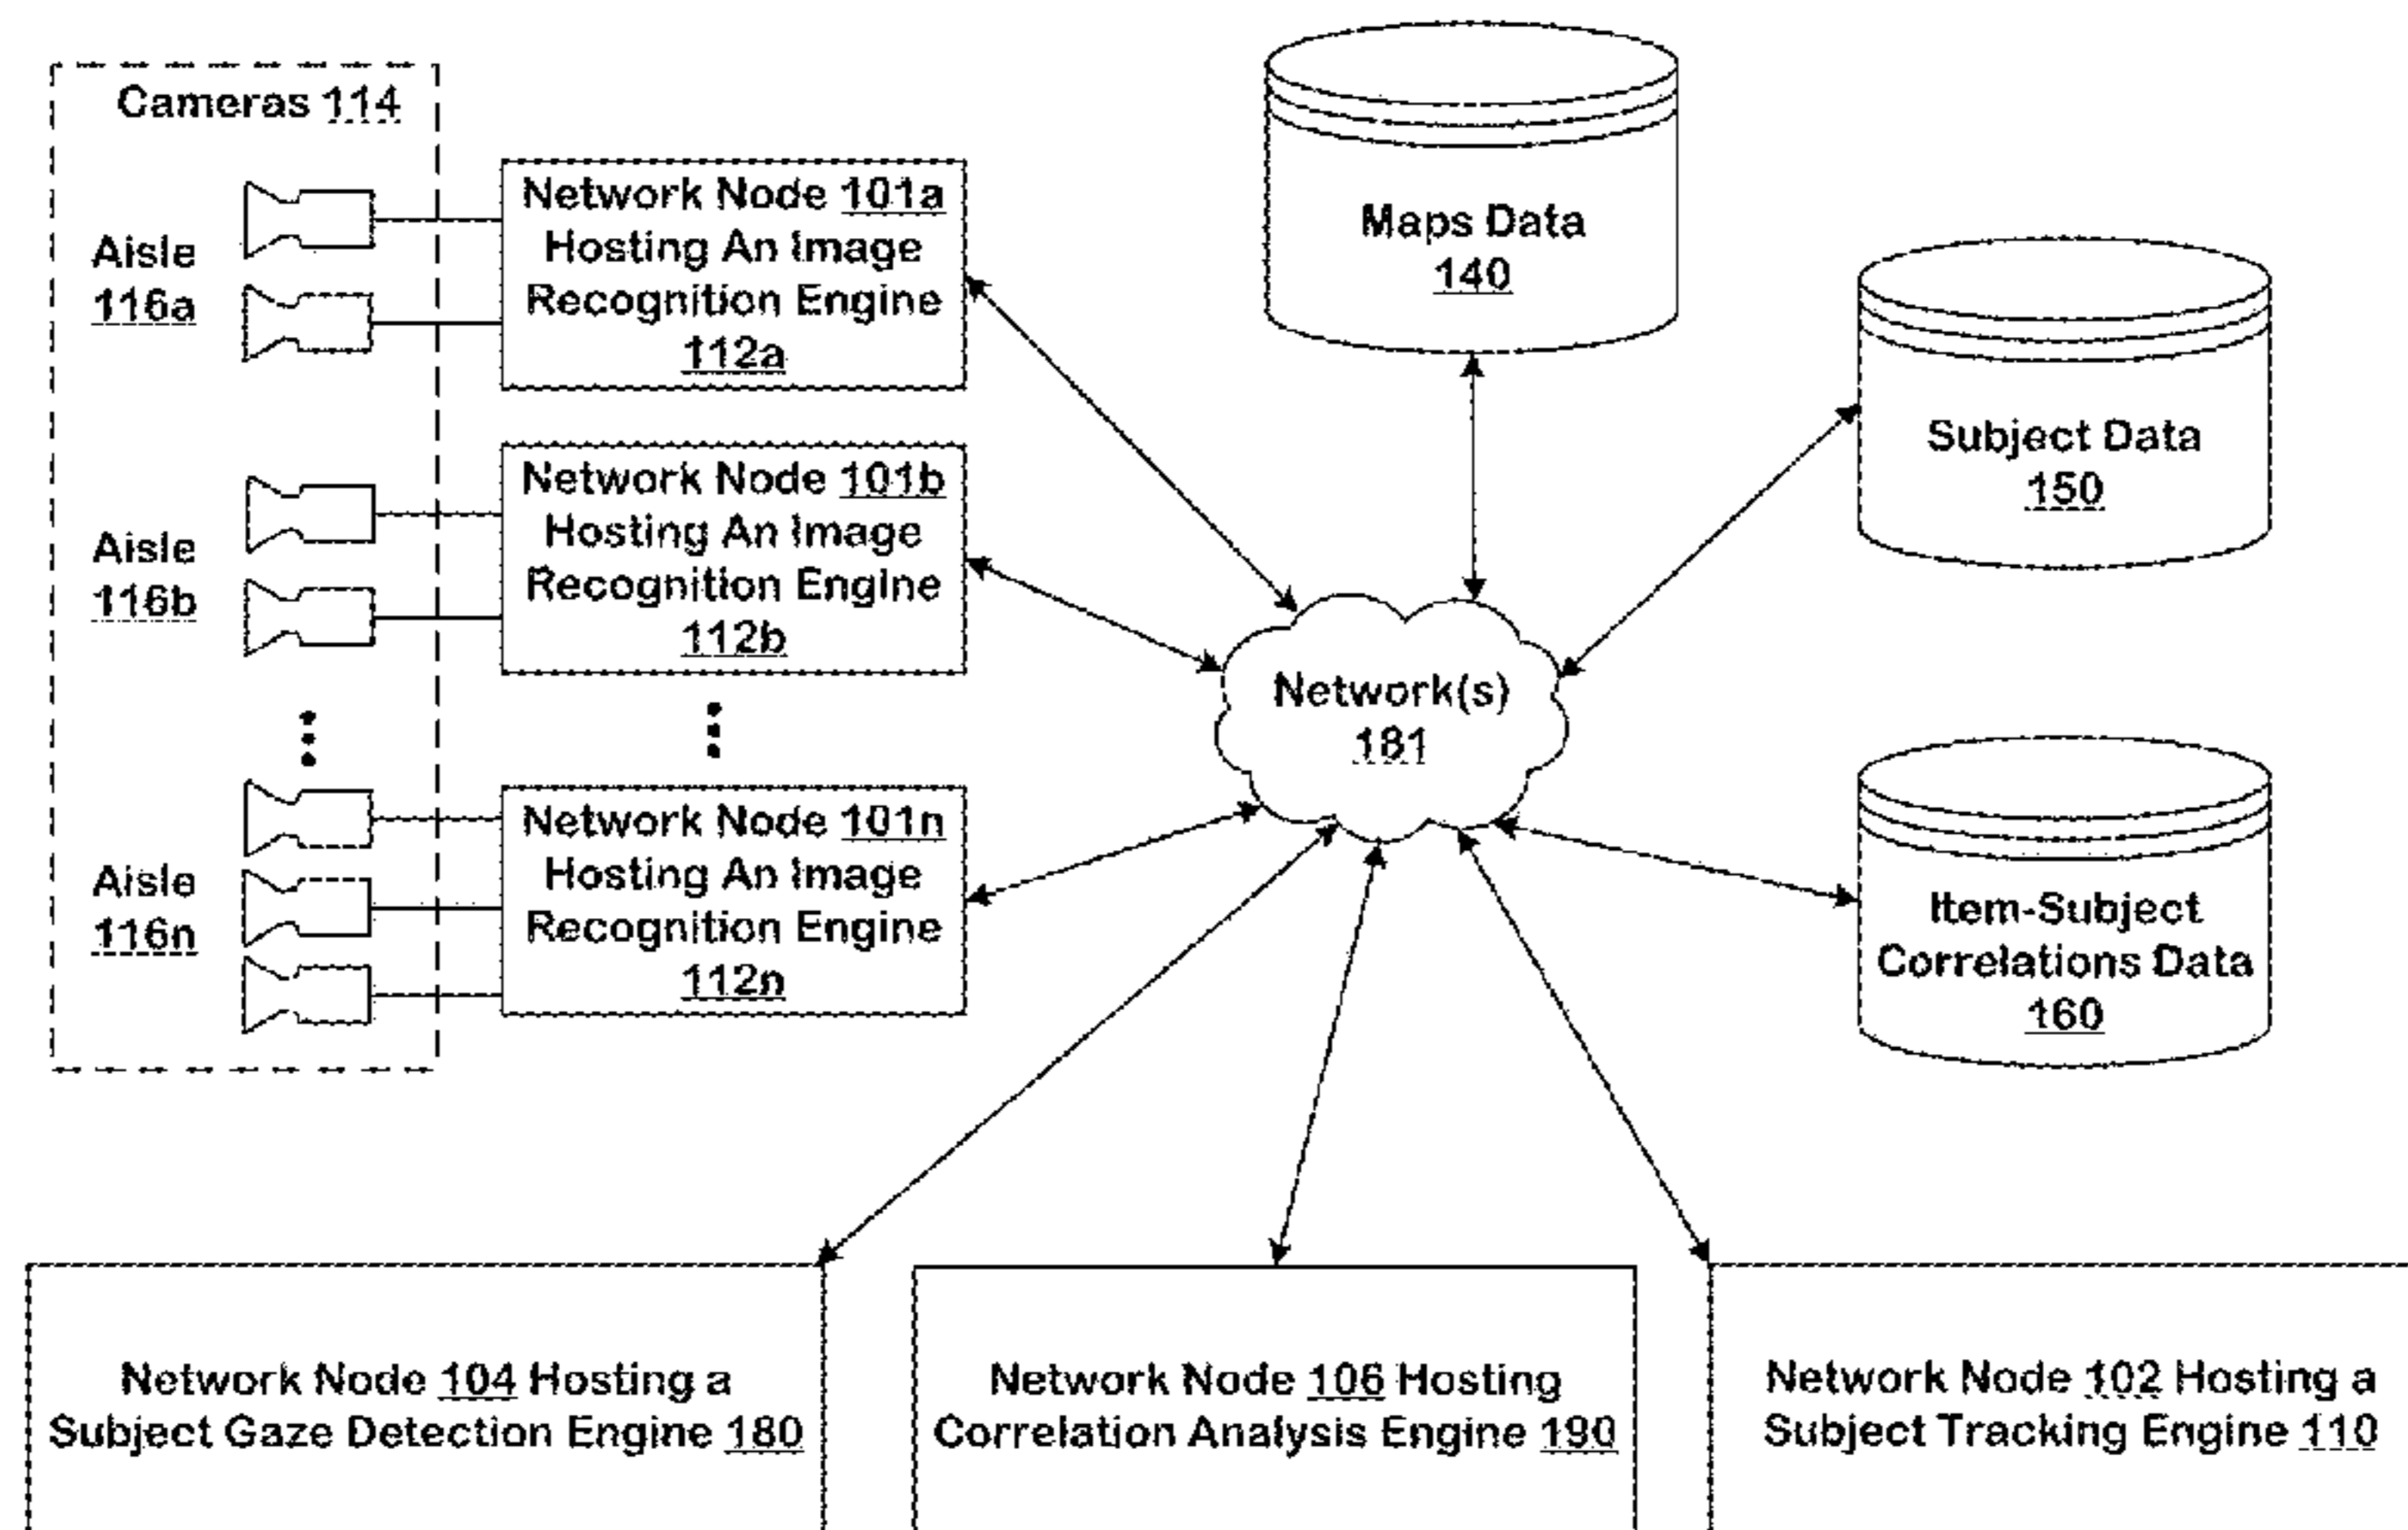 Cameras 114
Aisle
116a
Network Node 101a
Hosting An Image
Recognition Engine
112a
Aisle
116b
Network Node 101b
Hosting An Image
Recognition Engine
112b
Aisle
116n
Network Node 101n
Hosting An Image
Recognition Engine
112n
Maps Data
140
Subject Data
150
Network(s)
181
Item-Subject
Correlations Data
160
Network Node 104 Hosting a
Subject Gaze Detection Engine 180
Network Node 106 Hosting
Correlation Analysis Engine 190
Network Node 102 Hosting a
Subject Tracking Engine 110